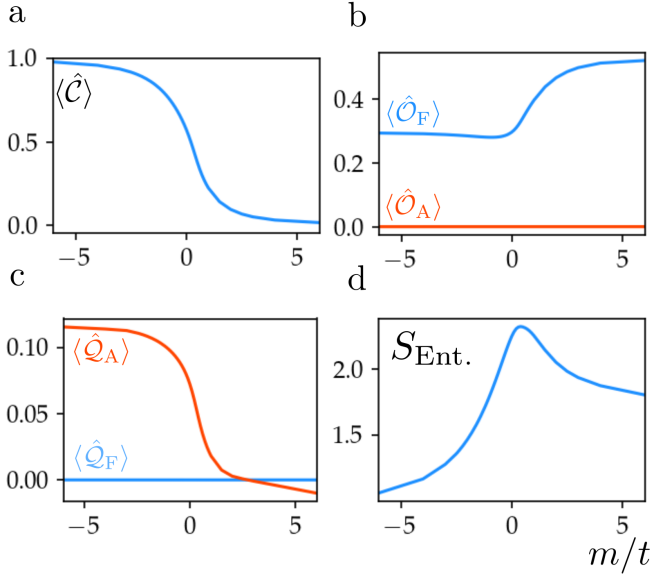 a
1.0
0.5
0.0
⟨Ĉ⟩
−5 0 5
b
0.4
0.2
0.0
⟨Ô_F⟩
⟨Ô_A⟩
−5 0 5
c
0.10
0.05
0.00
⟨Q̂_A⟩
⟨Q̂_F⟩
−5 0 5
d
2.0
1.5
S_Ent.
−5 0 5
m/t